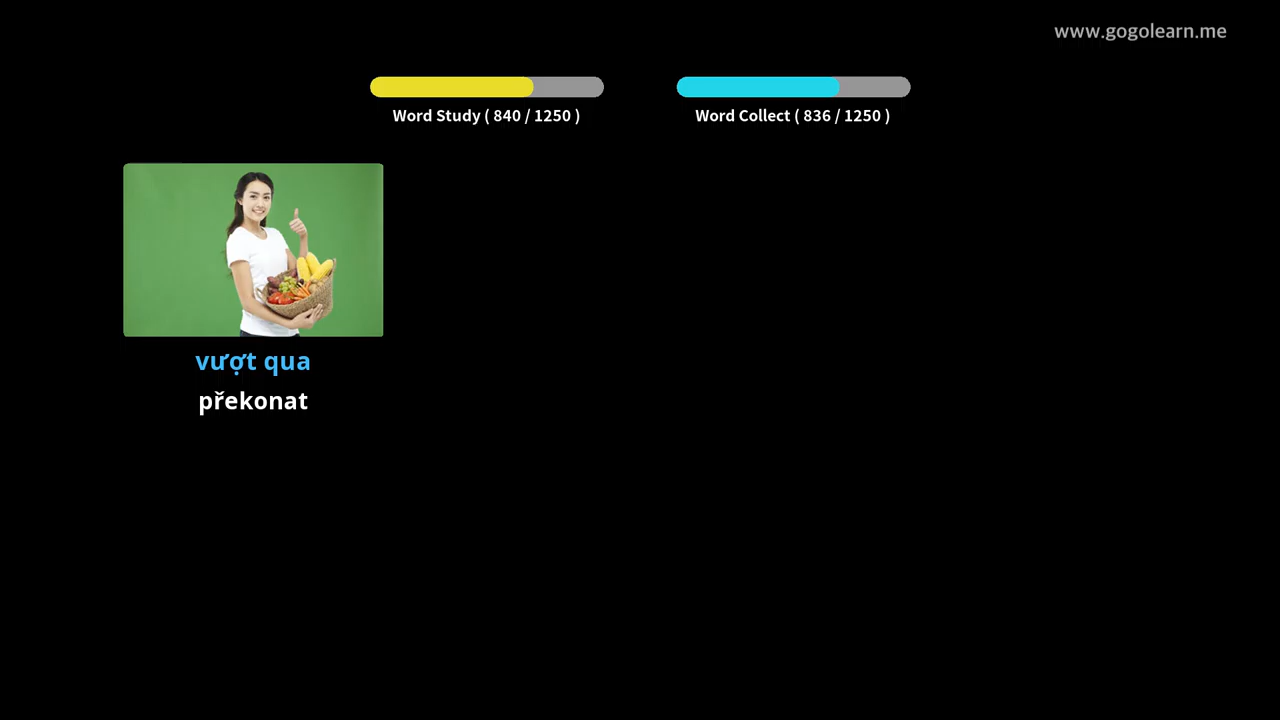 www.gogolearn.me
Word Study ( 840 / 1250 )
Word Collect ( 836 / 1250 )
vượt qua
překonat